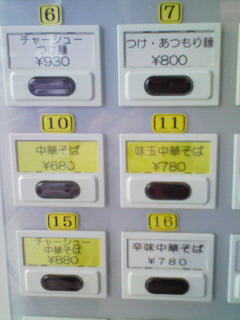 6
チャーシュー
つけ麺
¥930
7
つけ・あつもり麺
¥800
10
中華そば
¥680
11
味玉中華そば
¥780
15
チャーシュー
中華そば
¥880
16
辛味中華そば
¥780